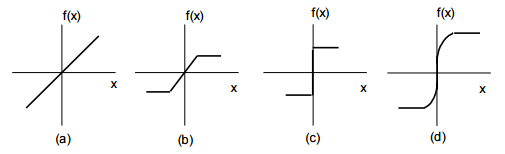 f(x) f(x) f(x) f(x)
x x x x
(a) (b) (c) (d)